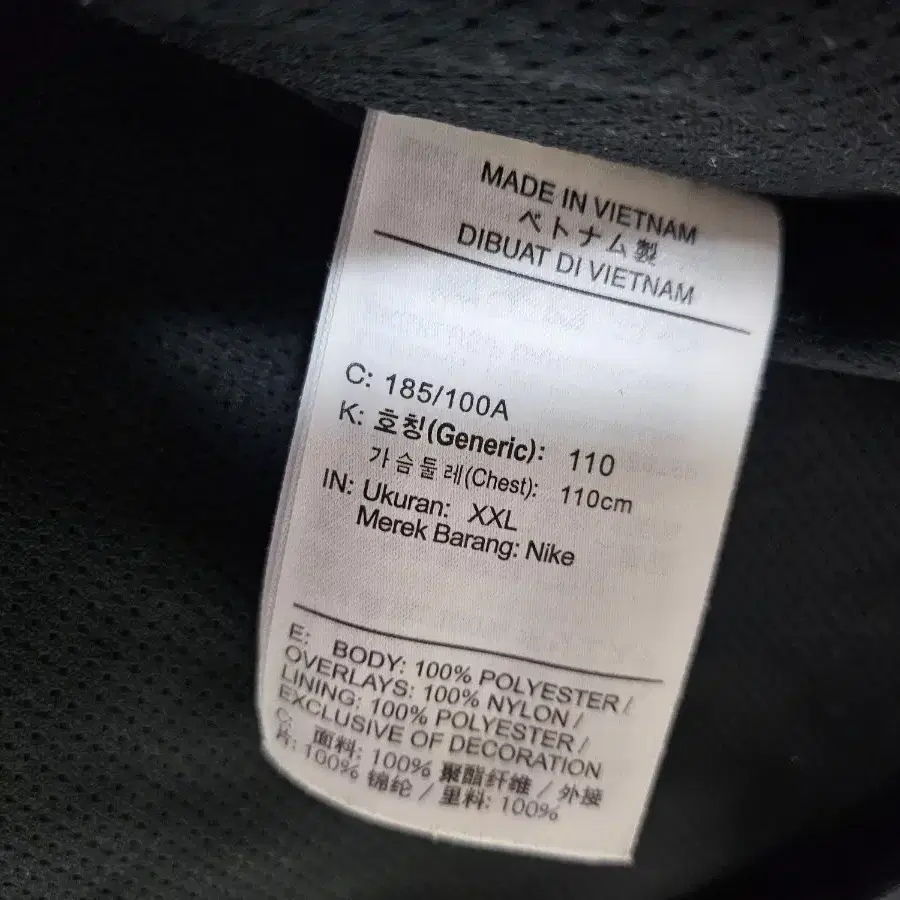 MADE IN VIETNAM
ベトナム製
DIBUAT DI VIETNAM
C: 185/100A
K: 호칭(Generic): 110
가슴둘레(Chest): 110cm
IN: Ukuran: XXL
Merek Barang: Nike
E: BODY: 100% POLYESTER /
OVERLAYS: 100% NYLON /
LINING: 100% POLYESTER /
EXCLUSIVE OF DECORATION
C: 面料: 100% 聚酯纤维 / 外接
片: 100% 锦纶 / 里料: 100%